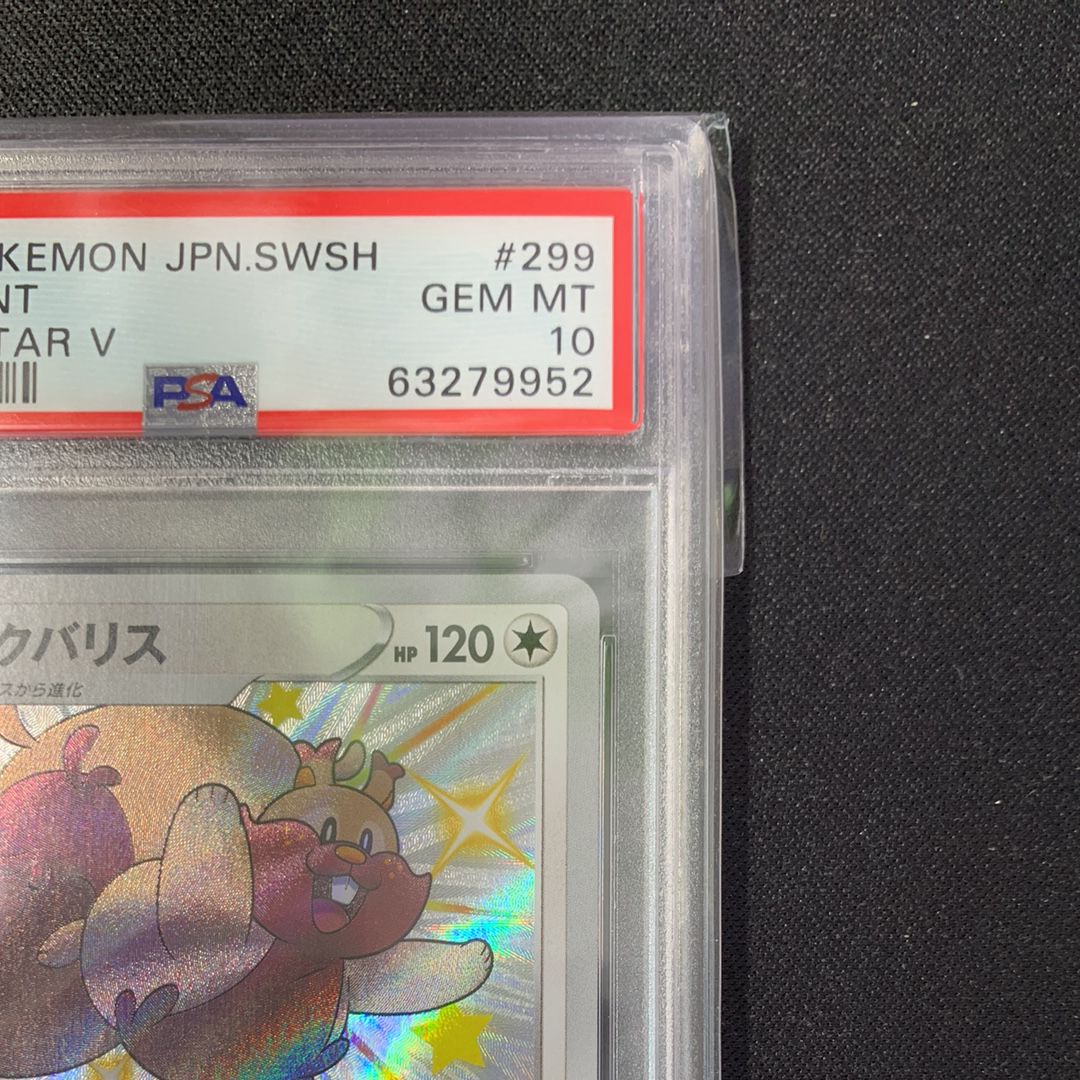 KEMON JPN.SWSH #299
NT GEM MT
TAR V 10
PSA 63279952
クバリス HP 120
スから進化